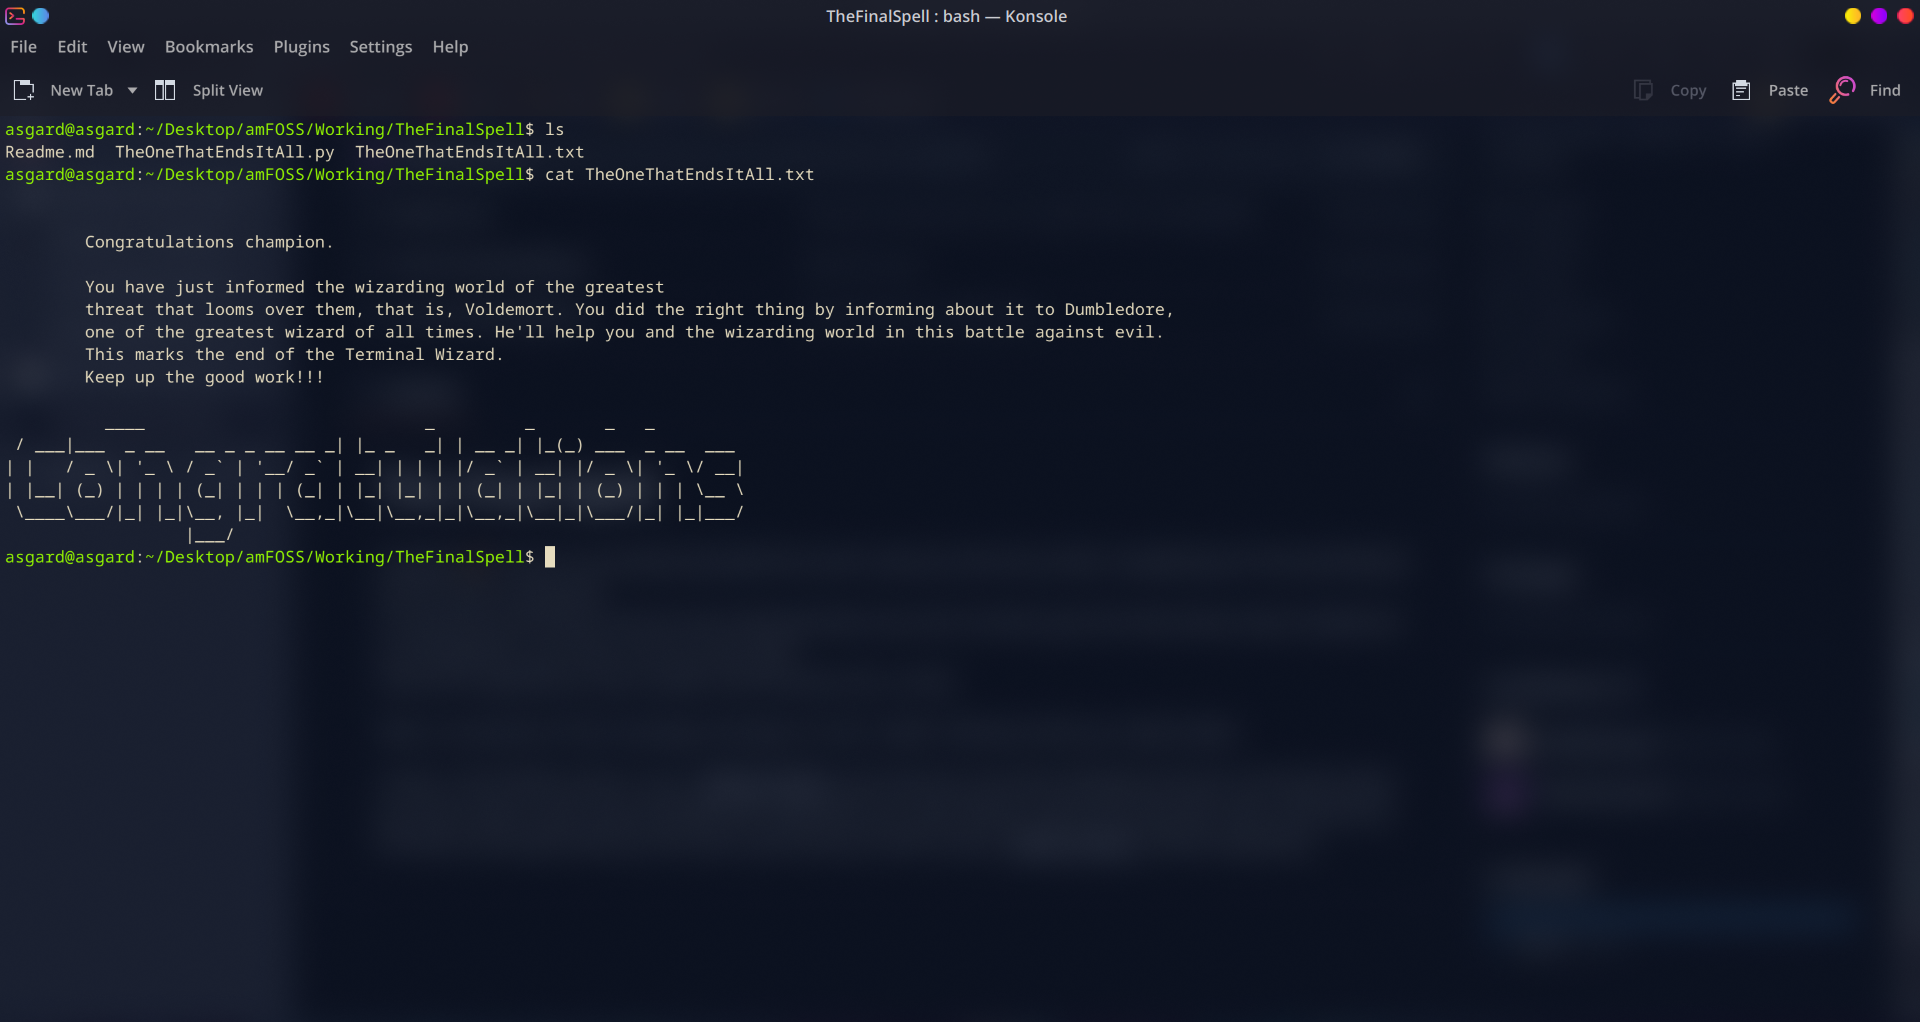 TheFinalSpell : bash — Konsole
File Edit View Bookmarks Plugins Settings Help
New Tab Split View Copy Paste Find
asgard@asgard:~/Desktop/amFOSS/Working/TheFinalSpell$ ls
Readme.md  TheOneThatEndsItAll.py  TheOneThatEndsItAll.txt
asgard@asgard:~/Desktop/amFOSS/Working/TheFinalSpell$ cat TheOneThatEndsItAll.txt
Congratulations champion.
You have just informed the wizarding world of the greatest
threat that looms over them, that is, Voldemort. You did the right thing by informing about it to Dumbledore,
one of the greatest wizard of all times. He'll help you and the wizarding world in this battle against evil.
This marks the end of the Terminal Wizard.
Keep up the good work!!!
Congratulations
asgard@asgard:~/Desktop/amFOSS/Working/TheFinalSpell$